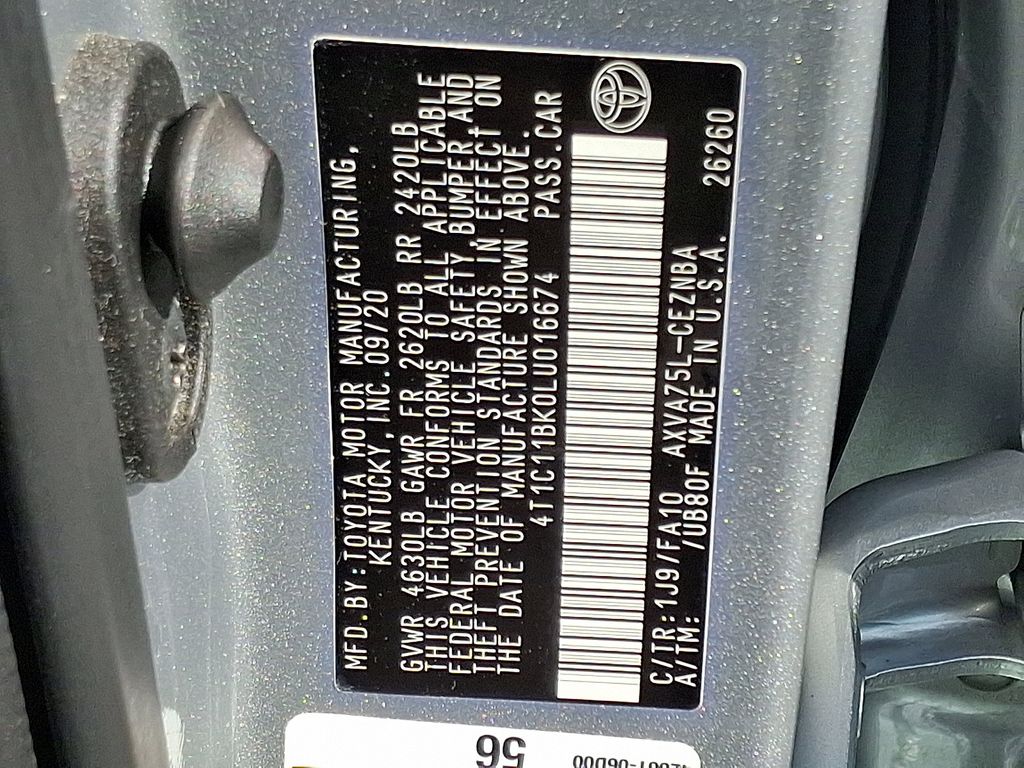 MFD.BY:TOYOTA MOTOR MANUFACTURING,
KENTUCKY,INC.09/20
GVWR 4630LB GAWR FR 2620LB RR 2420LB
THIS VEHICLE CONFORMS TO ALL APPLICABLE
FEDERAL MOTOR VEHICLE SAFETY,BUMPER,AND
THEFT PREVENTION STANDARDS IN EFFECT ON
THE DATE OF MANUFACTURE SHOWN ABOVE.
4T1C11BK0LU016674 PASS.CAR
C/TR:1J9/FA10 AXVA75L-CEZNBA
A/TM: /UB80F MADE IN U.S.A. 26260
56